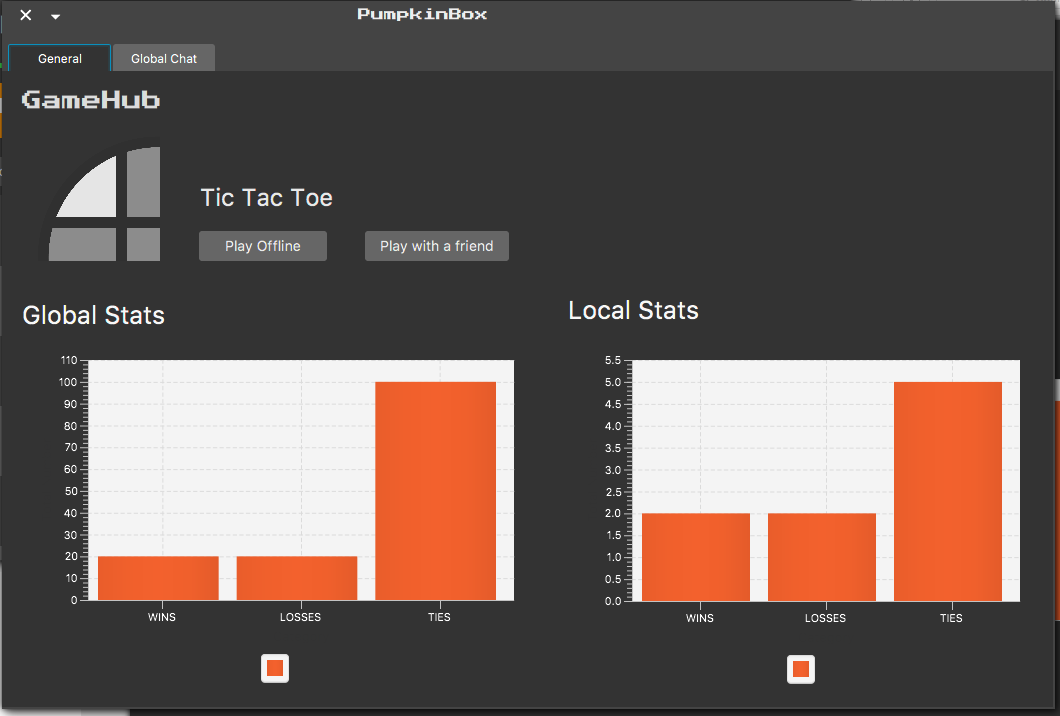 PumpkinBox
General Global Chat
GameHub
Tic Tac Toe
Play Offline Play with a friend
Global Stats
110
100
90
80
70
60
50
40
30
20
10
0
WINS LOSSES TIES
Local Stats
5.5
5.0
4.5
4.0
3.5
3.0
2.5
2.0
1.5
1.0
0.5
0.0
WINS LOSSES TIES